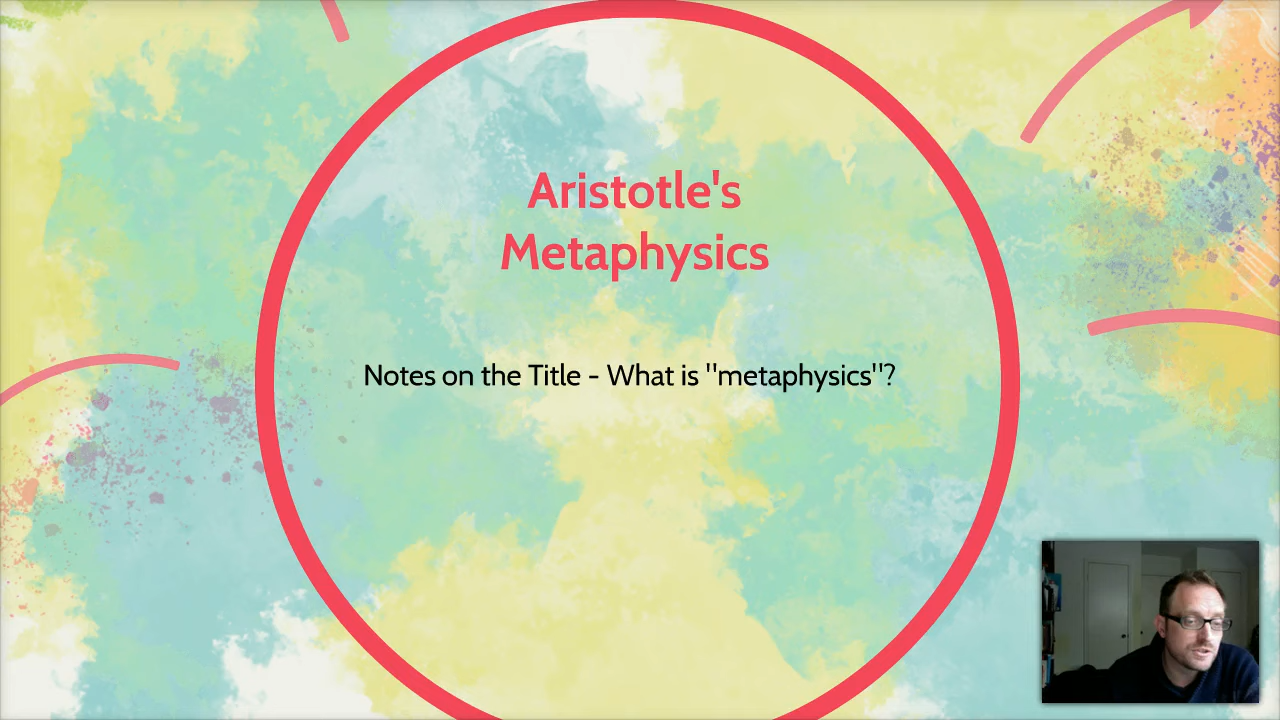 Aristotle's
Metaphysics
Notes on the Title - What is "metaphysics"?